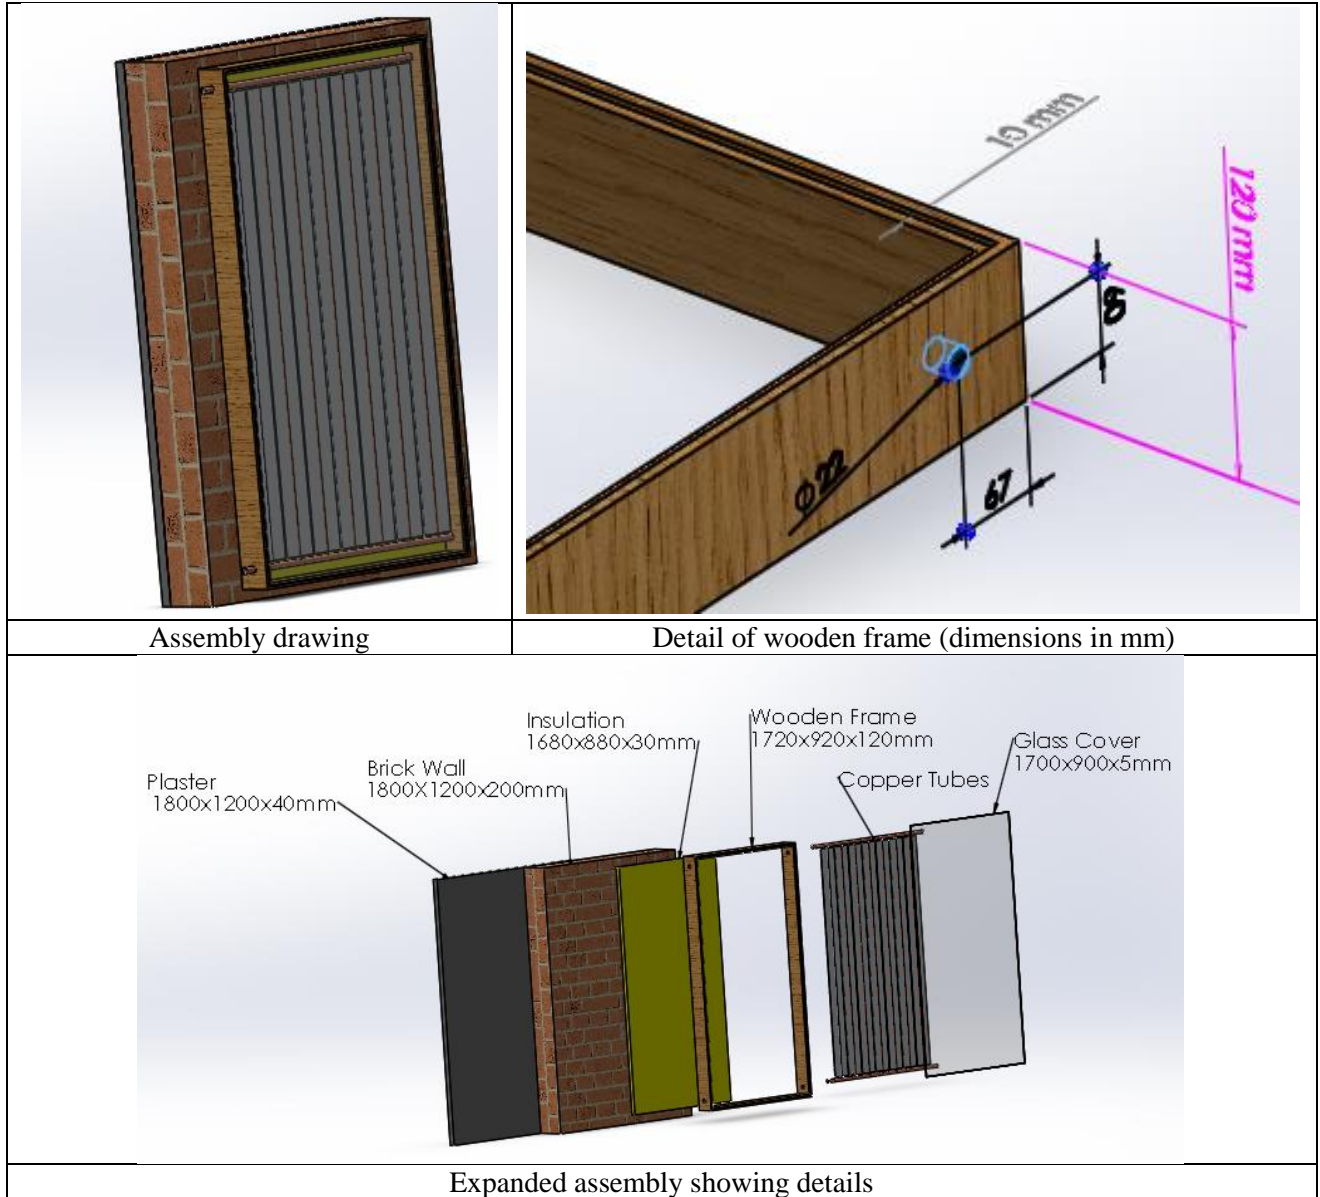 10 mm
120 mm
8
Φ22
67
Assembly drawing
Detail of wooden frame (dimensions in mm)
Insulation
1680x880x30mm
Wooden Frame
1720x920x120mm
Glass Cover
1700x900x5mm
Brick Wall
1800X1200x200mm
Plaster
1800x1200x40mm
Copper Tubes
Expanded assembly showing details